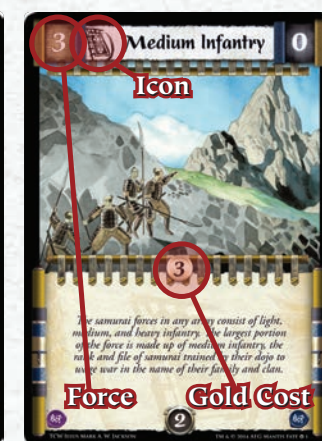 3
Medium Infantry
0
Icon
3
The samurai forces in any army consist of light,
medium, and heavy infantry. The largest portion
of the force is made up of medium infantry, the
rank and file of samurai trained by their dojo to
wage war in the name of their family and clan.
Force
Gold Cost
2